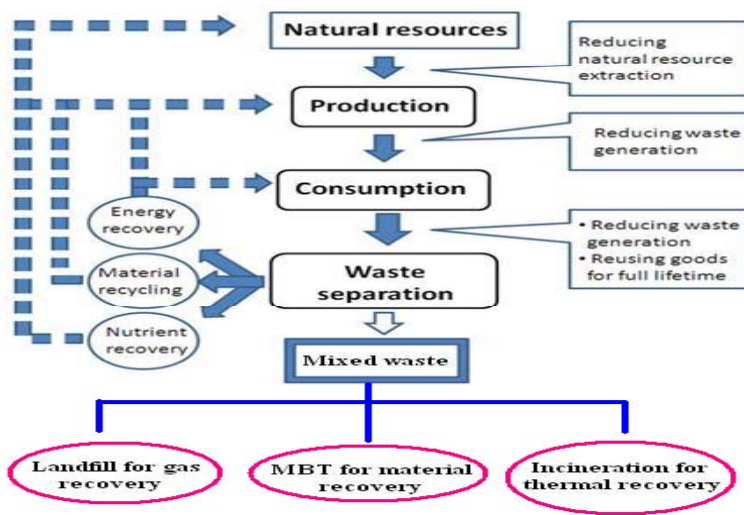 Natural resources
Reducing
natural resource
extraction
Production
Reducing waste
generation
Consumption
Energy
recovery
• Reducing waste
generation
• Reusing goods
for full lifetime
Material
recycling
Waste
separation
Nutrient
recovery
Mixed waste
Landfill for gas
recovery
MBT for material
recovery
Incineration for
thermal recovery